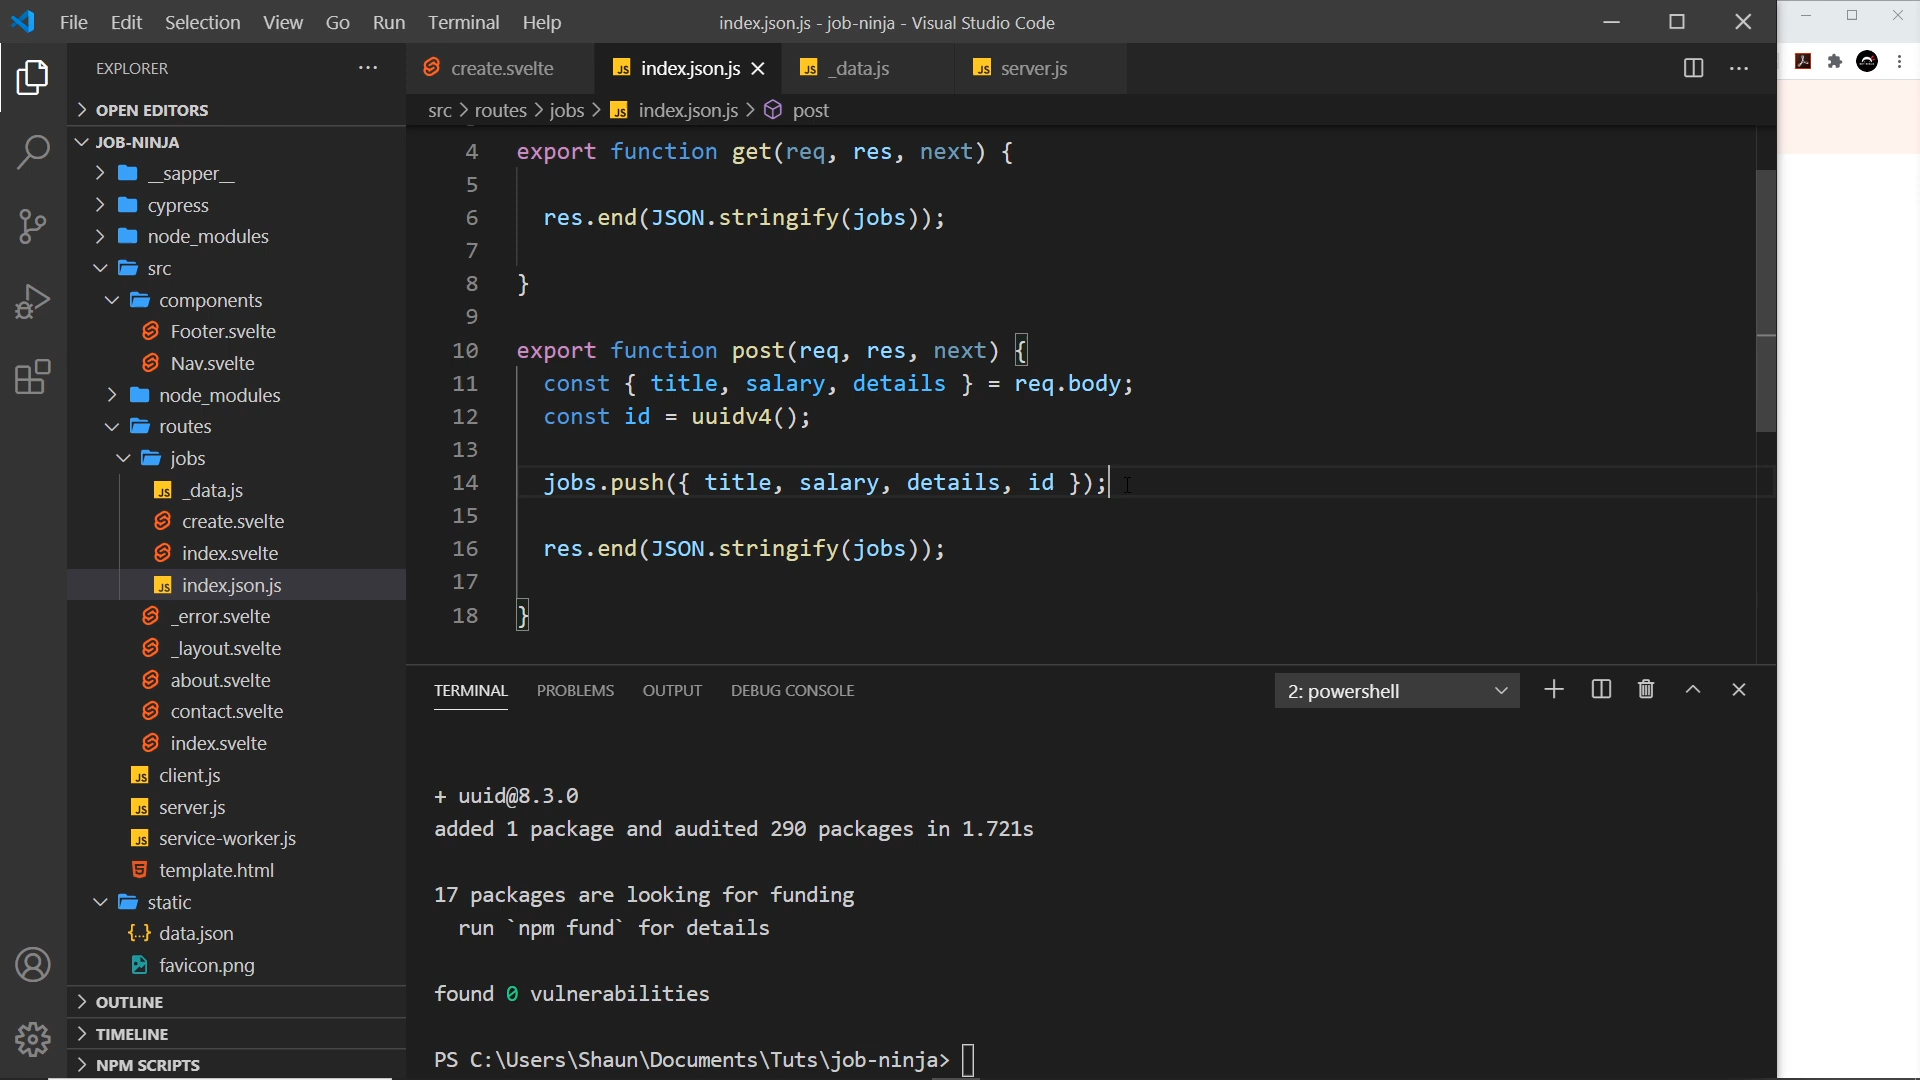 File Edit Selection View Go Run Terminal Help
index.json.js - job-ninja - Visual Studio Code
EXPLORER
OPEN EDITORS
JOB-NINJA
__sapper__
cypress
node_modules
src
components
Footer.svelte
Nav.svelte
node_modules
routes
jobs
_data.js
create.svelte
index.svelte
index.json.js
_error.svelte
_layout.svelte
about.svelte
contact.svelte
index.svelte
client.js
server.js
service-worker.js
template.html
static
data.json
favicon.png
OUTLINE
TIMELINE
NPM SCRIPTS
create.svelte
index.json.js
_data.js
server.js
src > routes > jobs > index.json.js > post
4 export function get(req, res, next) {
5
6 res.end(JSON.stringify(jobs));
7
8 }
9
10 export function post(req, res, next) {
11 const { title, salary, details } = req.body;
12 const id = uuidv4();
13
14 jobs.push({ title, salary, details, id });
15
16 res.end(JSON.stringify(jobs));
17
18 }
TERMINAL PROBLEMS OUTPUT DEBUG CONSOLE
2: powershell
+ uuid@8.3.0
added 1 package and audited 290 packages in 1.721s
17 packages are looking for funding
run `npm fund` for details
found 0 vulnerabilities
PS C:\Users\Shaun\Documents\Tuts\job-ninja>